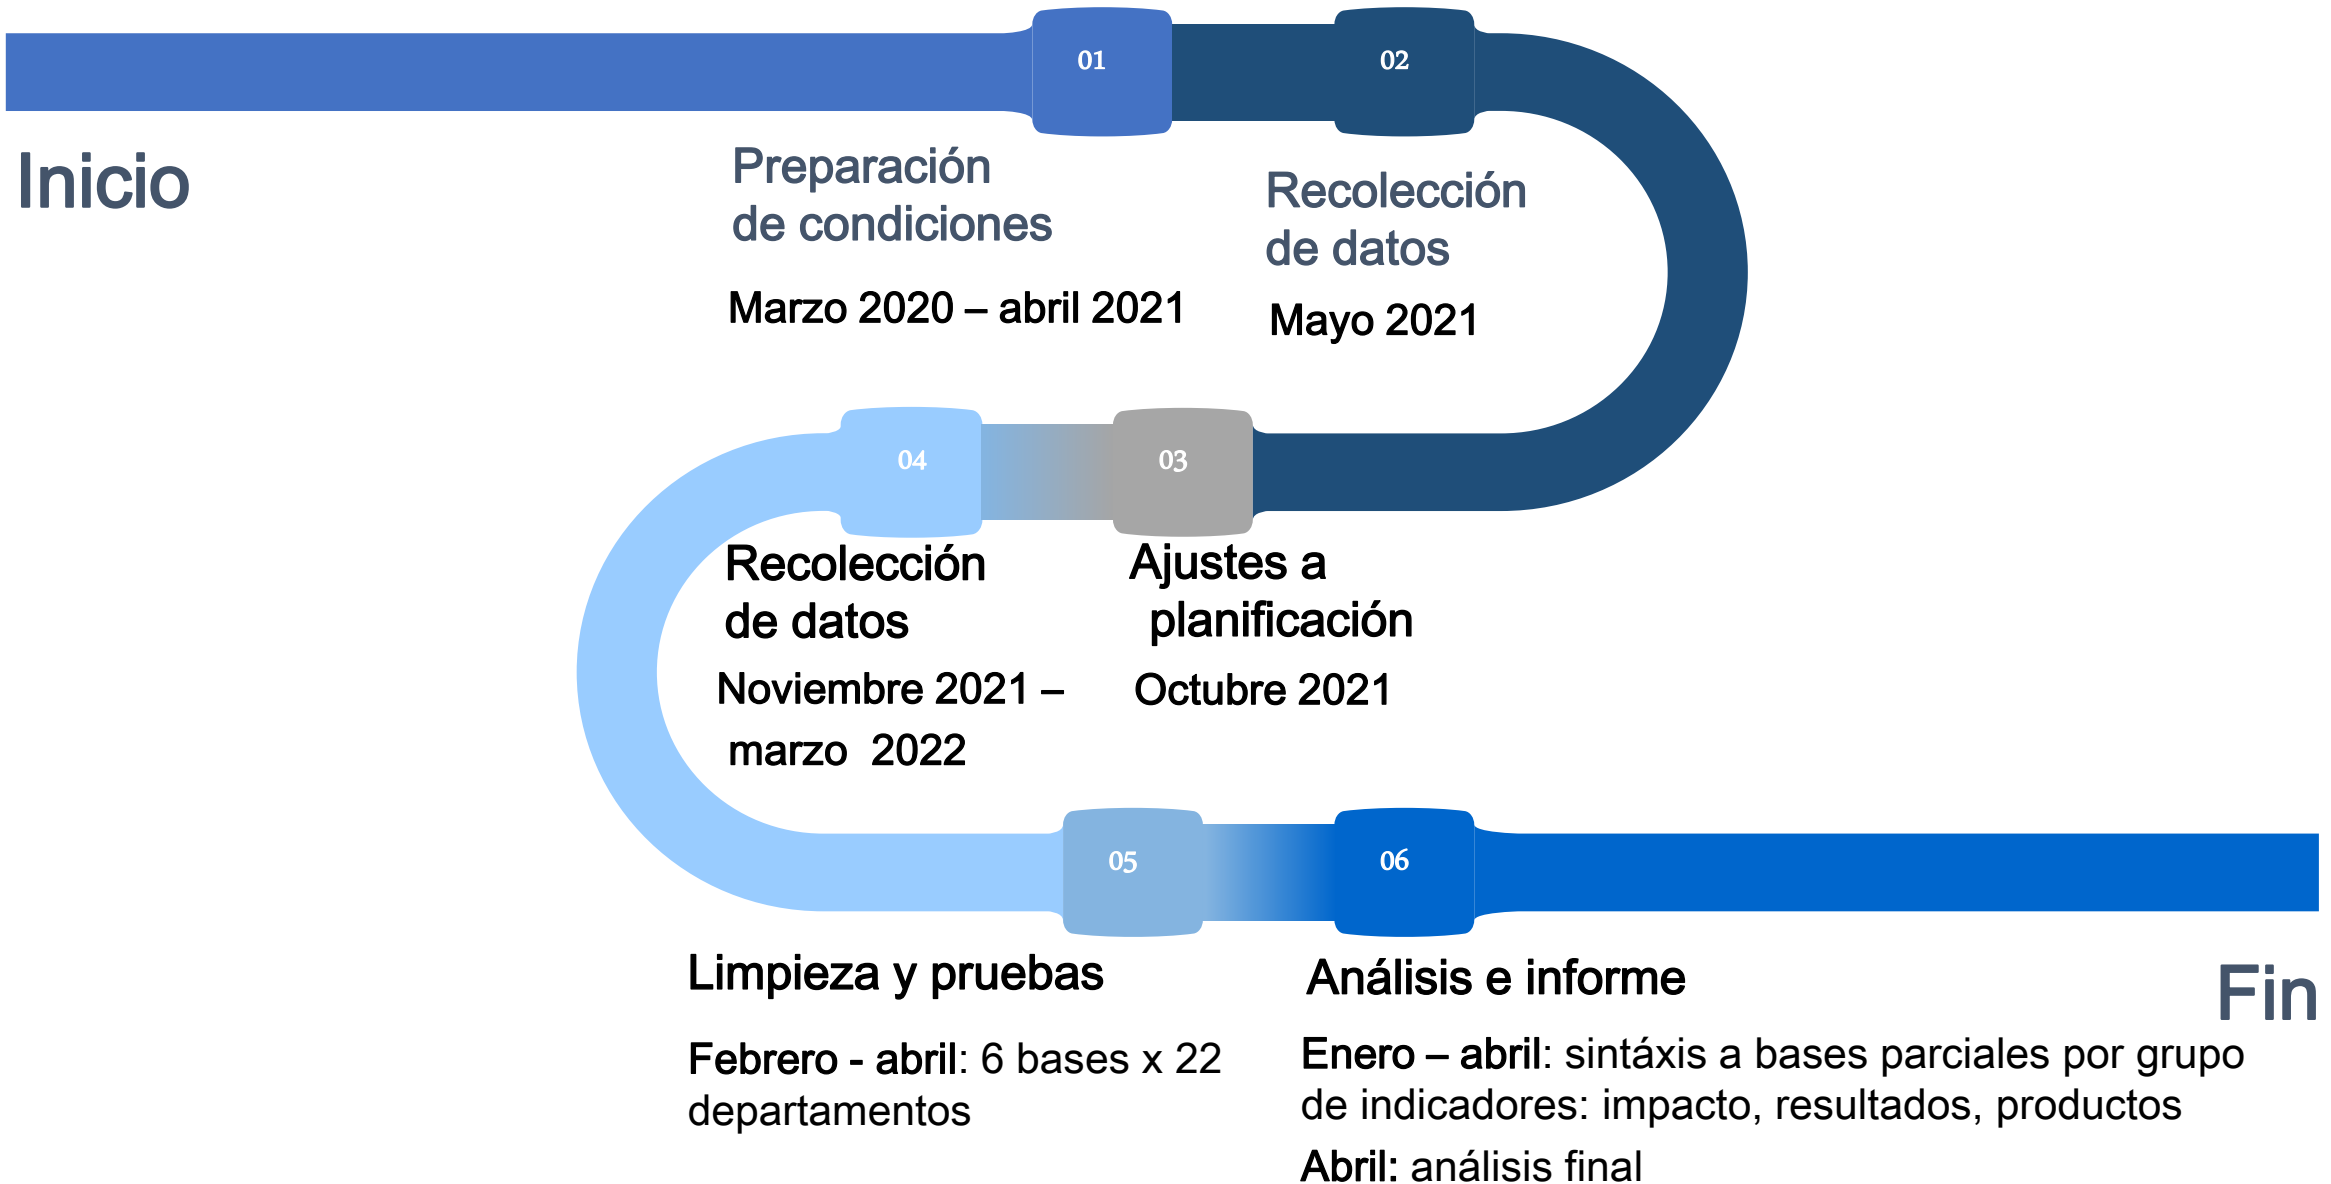 01
02
Inicio
Preparación
de condiciones
Marzo 2020 – abril 2021
Recolección
de datos
Mayo 2021
04
03
Recolección
de datos
Noviembre 2021 –
marzo 2022
Ajustes a
planificación
Octubre 2021
05
06
Limpieza y pruebas
Febrero - abril: 6 bases x 22
departamentos
Análisis e informe
Fin
Enero – abril: sintáxis a bases parciales por grupo
de indicadores: impacto, resultados, productos
Abril: análisis final